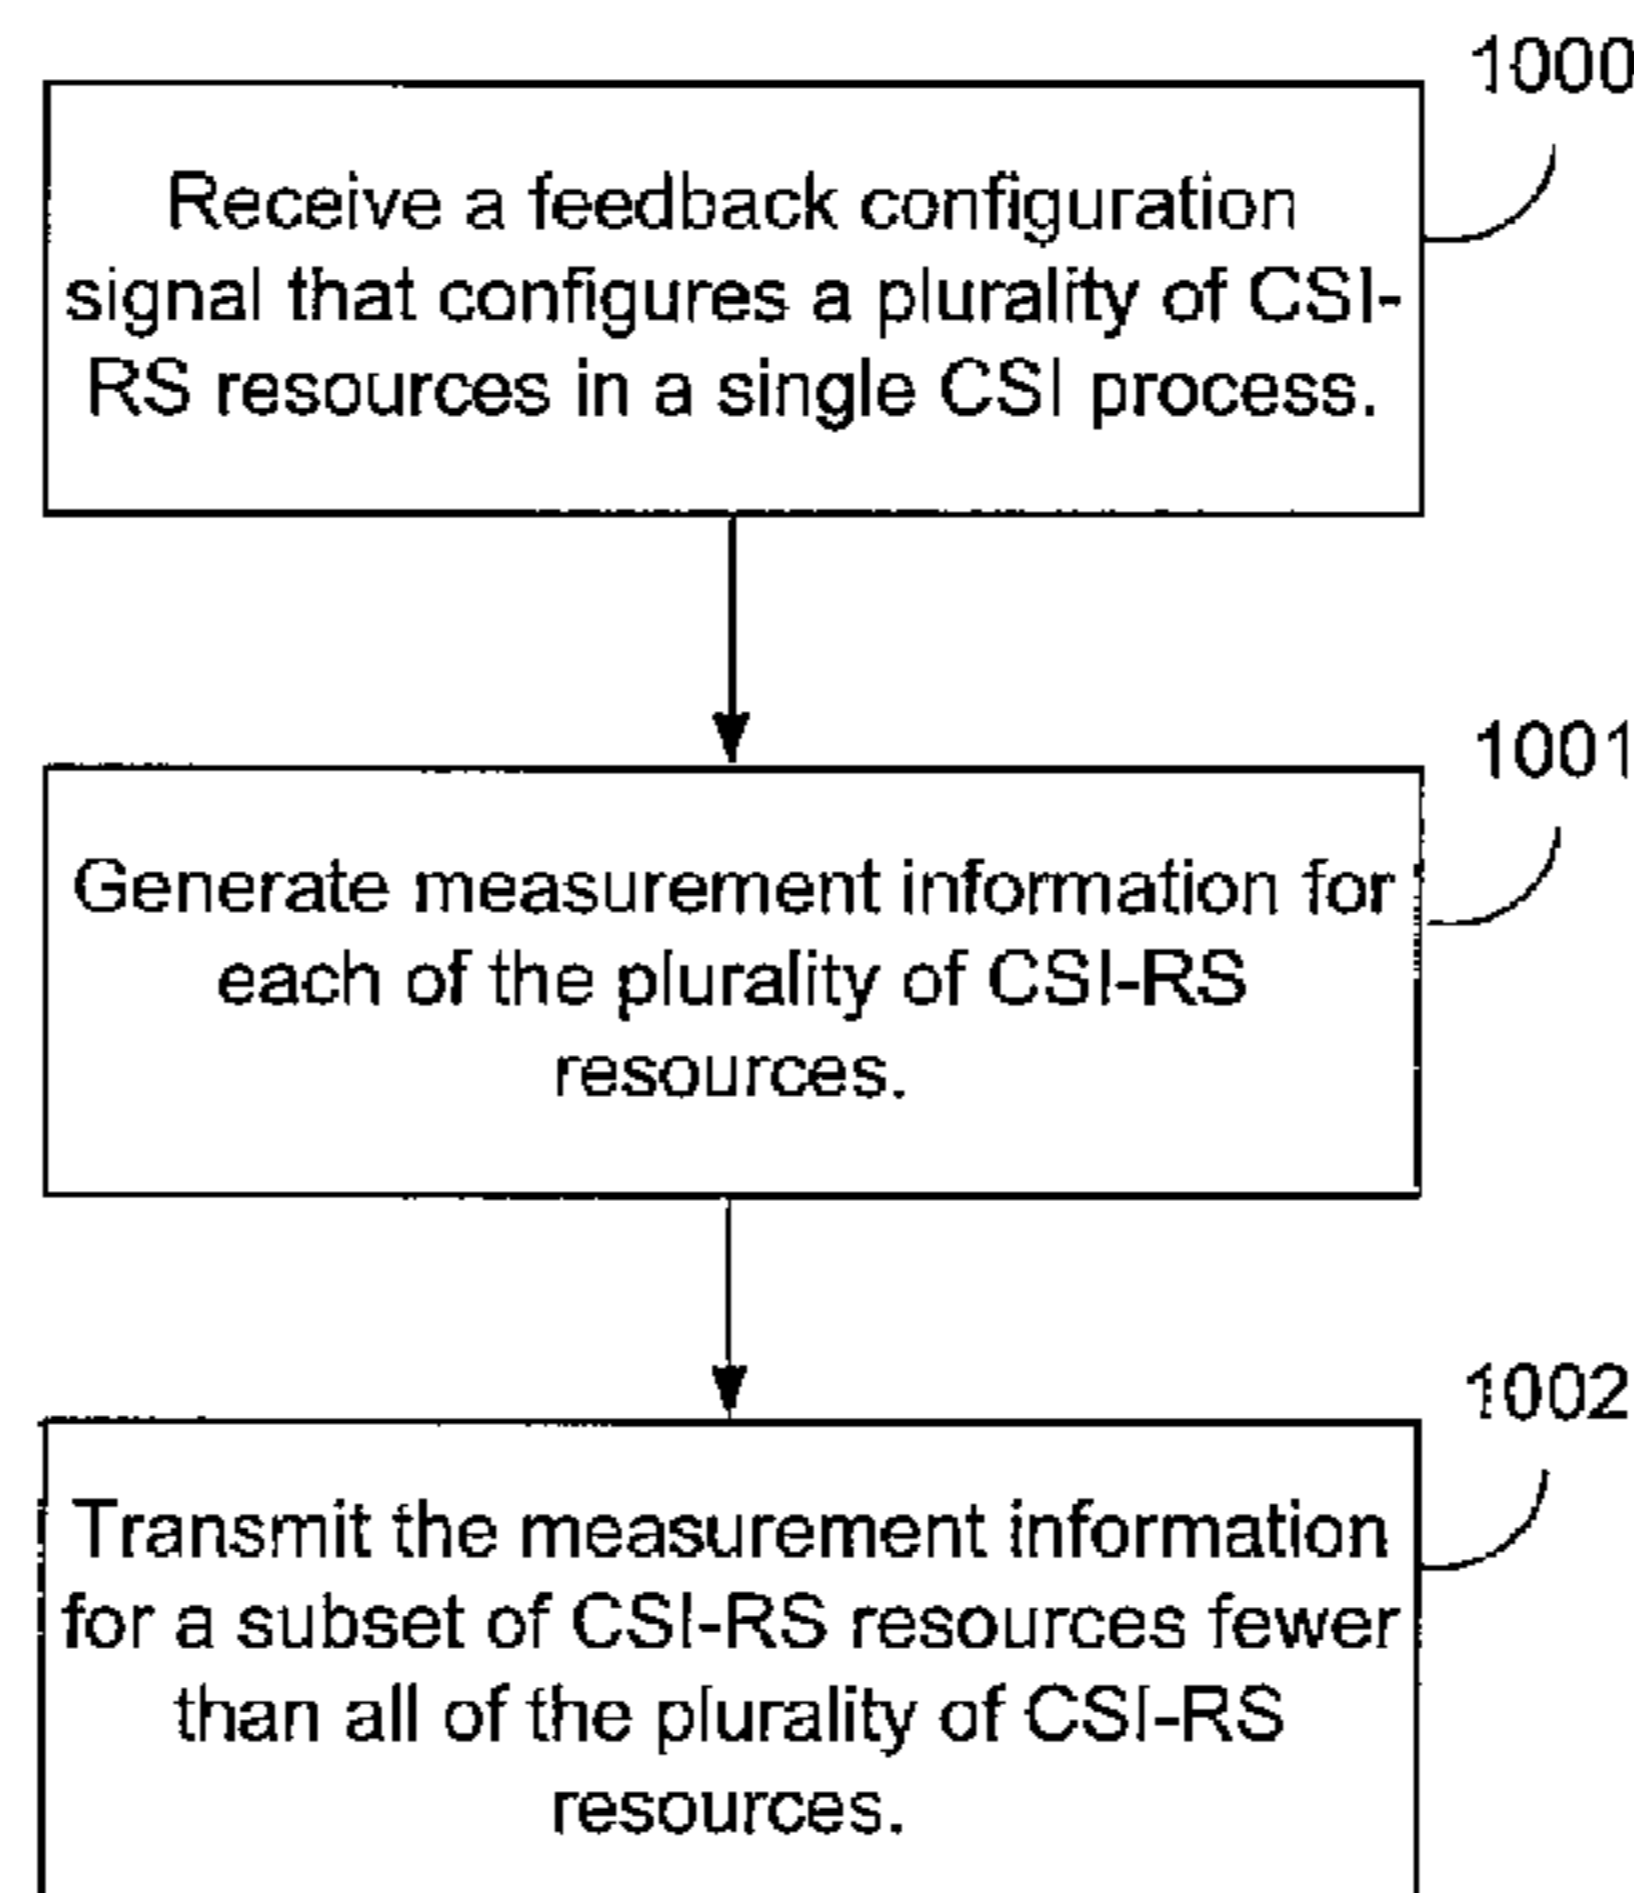 1000
Receive a feedback configuration
signal that configures a plurality of CSI-
RS resources in a single CSI process.
1001
Generate measurement information for
each of the plurality of CSI-RS
resources.
1002
Transmit the measurement information
for a subset of CSI-RS resources fewer
than all of the plurality of CSI-RS
resources.